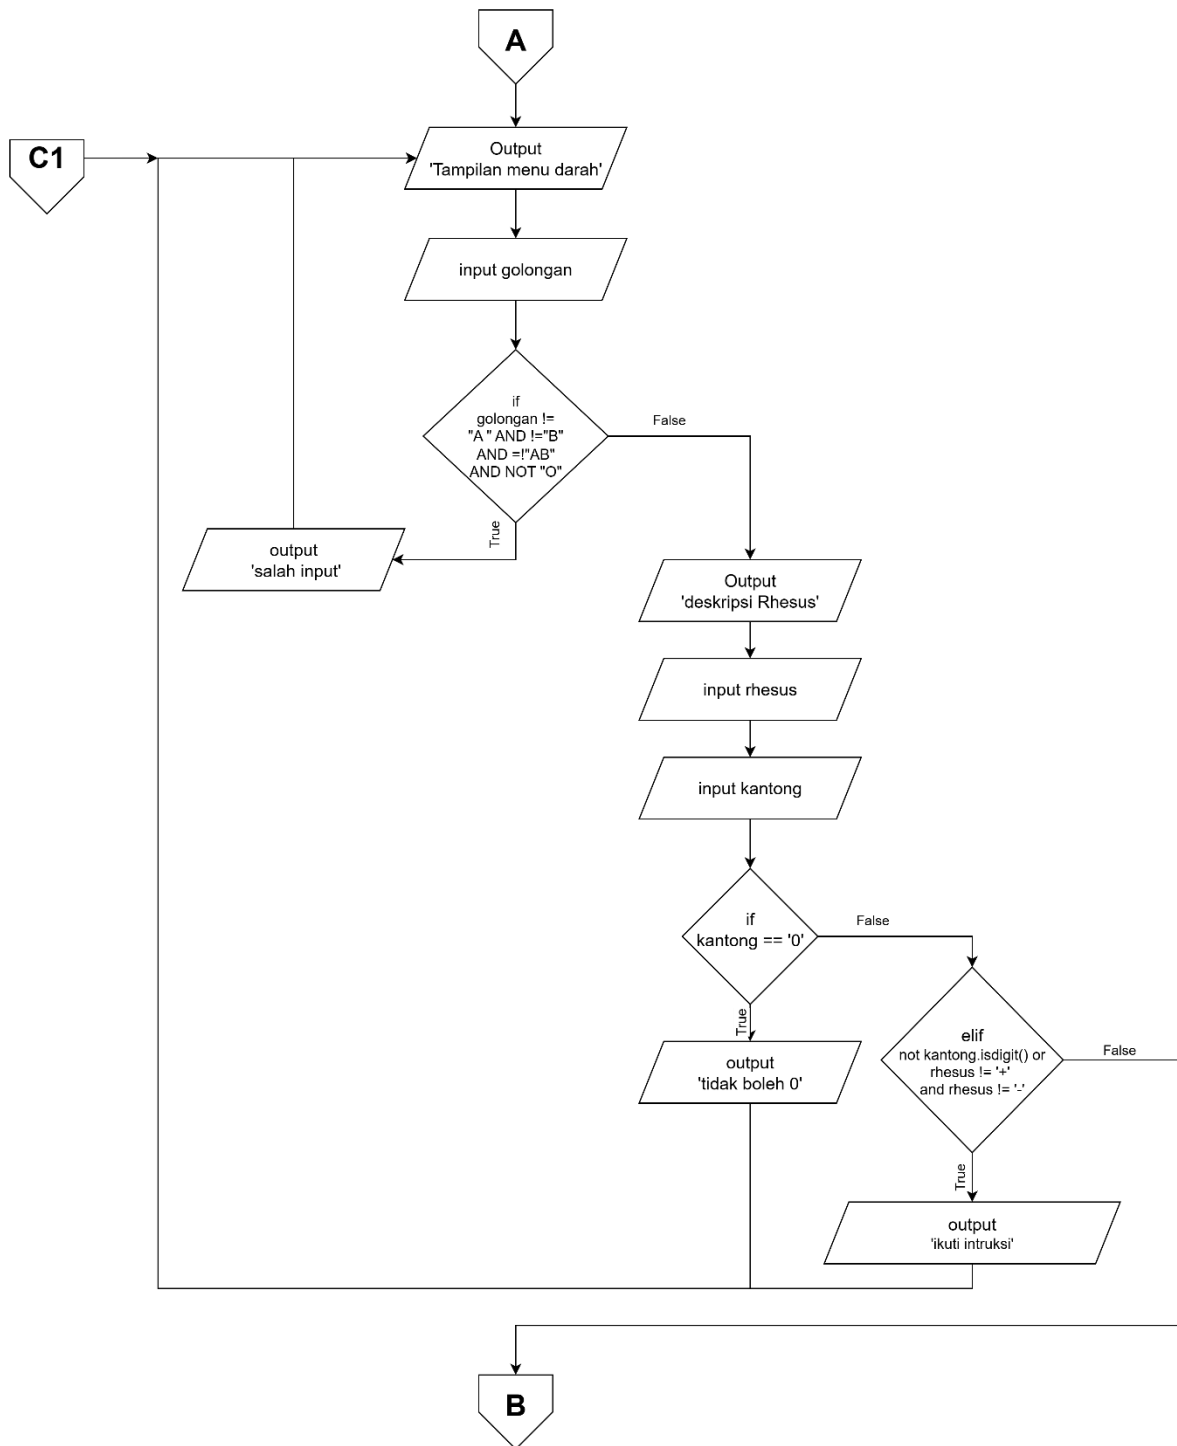 A
C1
Output
'Tampilan menu darah'
input golongan
if
golongan !=
"A " AND !="B"
AND =!"AB"
AND NOT "O"
False
True
output
'salah input'
Output
'deskripsi Rhesus'
input rhesus
input kantong
if
kantong == '0'
False
True
output
'tidak boleh 0'
elif
not kantong.isdigit() or
rhesus != '+'
and rhesus != '-'
False
True
output
'ikuti intruksi'
B